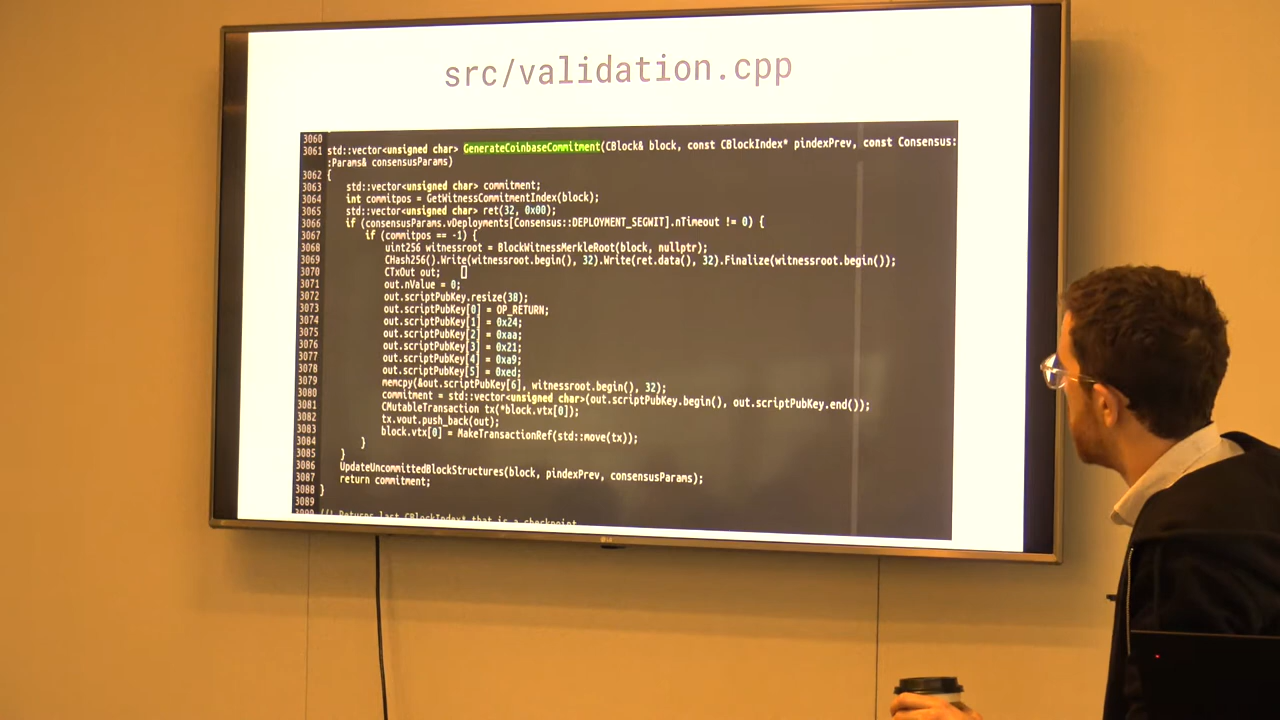 src/validation.cpp
3060
3061 std::vector<unsigned char> GenerateCoinbaseCommitment(CBlock& block, const CBlockIndex* pindexPrev, const Consensus:
:Params& consensusParams)
3062 {
3063 std::vector<unsigned char> commitment;
3064 int commitpos = GetWitnessCommitmentIndex(block);
3065 std::vector<unsigned char> ret(32, 0x00);
3066 if (consensusParams.vDeployments[Consensus::DEPLOYMENT_SEGWIT].nTimeout != 0) {
3067 if (commitpos == -1) {
3068 uint256 witnessroot = BlockWitnessMerkleRoot(block, nullptr);
3069 CHash256().Write(witnessroot.begin(), 32).Write(ret.data(), 32).Finalize(witnessroot.begin());
3070 CTxOut out;
3071 out.nValue = 0;
3072 out.scriptPubKey.resize(38);
3073 out.scriptPubKey[0] = OP_RETURN;
3074 out.scriptPubKey[1] = 0x24;
3075 out.scriptPubKey[2] = 0xaa;
3076 out.scriptPubKey[3] = 0x21;
3077 out.scriptPubKey[4] = 0xa9;
3078 out.scriptPubKey[5] = 0xed;
3079 memcpy(&out.scriptPubKey[6], witnessroot.begin(), 32);
3080 commitment = std::vector<unsigned char>(out.scriptPubKey.begin(), out.scriptPubKey.end());
3081 CMutableTransaction tx(*block.vtx[0]);
3082 tx.vout.push_back(out);
3083 block.vtx[0] = MakeTransactionRef(std::move(tx));
3084 }
3085 }
3086 UpdateUncommittedBlockStructures(block, pindexPrev, consensusParams);
3087 return commitment;
3088 }
3089
3090 //! Returns last CBlockIndex* that is a checkpoint
LG